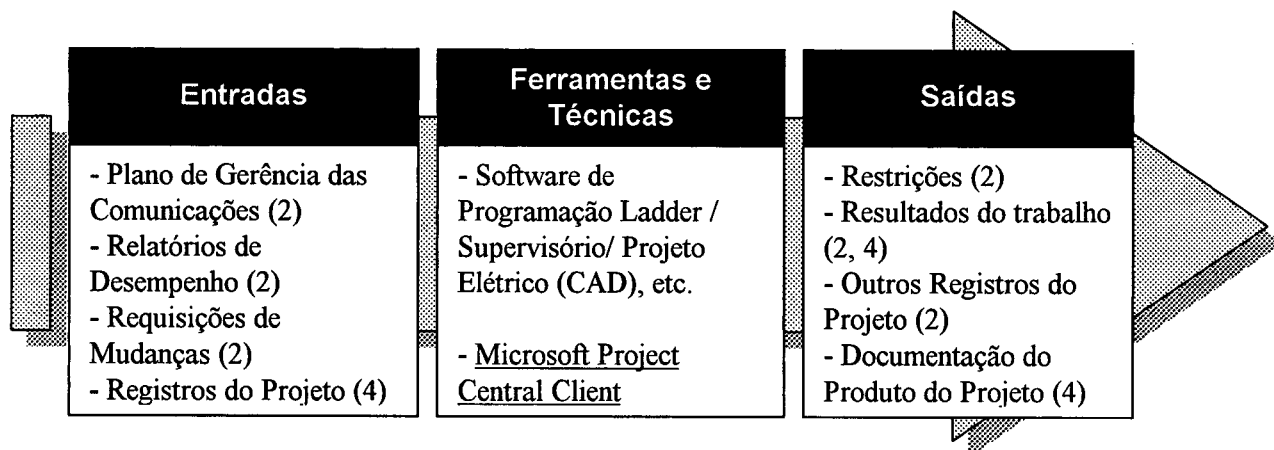 Entradas
- Plano de Gerência das
Comunicações (2)
- Relatórios de
Desempenho (2)
- Requisições de
Mudanças (2)
- Registros do Projeto (4)
Ferramentas e
Técnicas
- Software de
Programação Ladder /
Supervisório/ Projeto
Elétrico (CAD), etc.
- Microsoft Project
Central Client
Saídas
- Restrições (2)
- Resultados do trabalho
(2, 4)
- Outros Registros do
Projeto (2)
- Documentação do
Produto do Projeto (4)